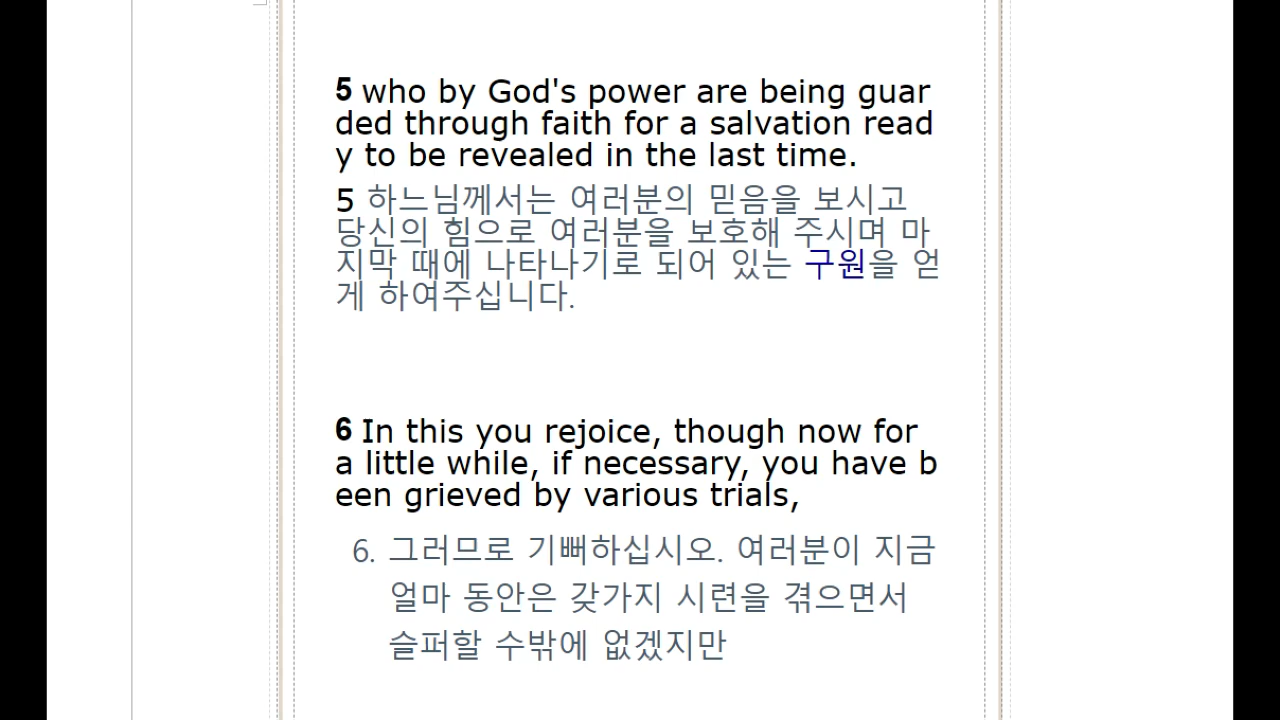 5 who by God's power are being guar
ded through faith for a salvation read
y to be revealed in the last time.
5 하느님께서는 여러분의 믿음을 보시고
당신의 힘으로 여러분을 보호해 주시며 마
지막 때에 나타나기로 되어 있는 구원을 얻
게 하여주십니다.
6 In this you rejoice, though now for
a little while, if necessary, you have b
een grieved by various trials,
6. 그러므로 기뻐하십시오. 여러분이 지금
얼마 동안은 갖가지 시련을 겪으면서
슬퍼할 수밖에 없겠지만